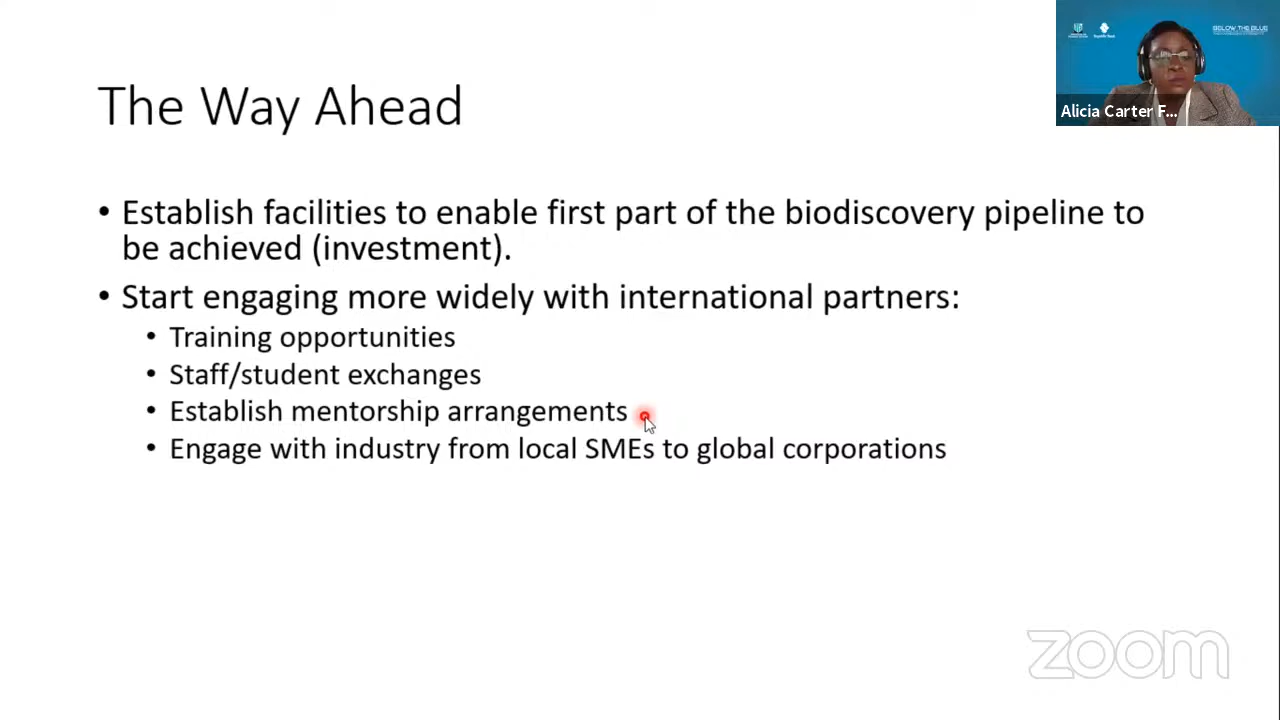 BELOW THE BLUE
Alicia Carter F...
The Way Ahead
• Establish facilities to enable first part of the biodiscovery pipeline to
be achieved (investment).
• Start engaging more widely with international partners:
• Training opportunities
• Staff/student exchanges
• Establish mentorship arrangements
• Engage with industry from local SMEs to global corporations
zoom